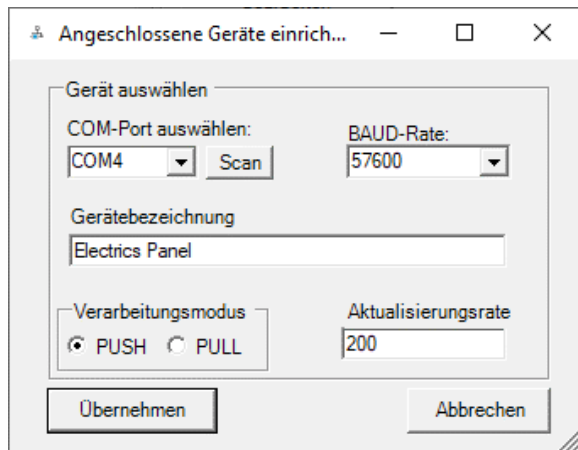 Angeschlossene Geräte einrich...
Gerät auswählen
COM-Port auswählen:
BAUD-Rate:
COM4
Scan
57600
Gerätebezeichnung
Electrics Panel
Verarbeitungsmodus
Aktualisierungsrate
PUSH
PULL
200
Übernehmen
Abbrechen